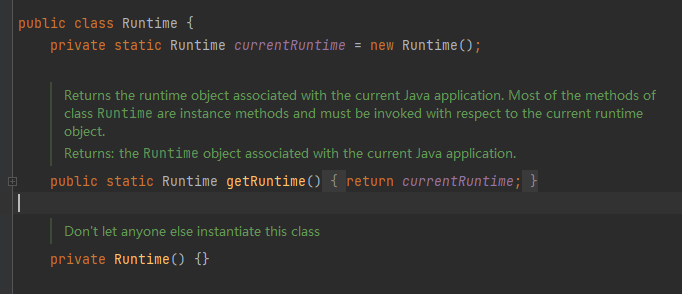 public class Runtime {
private static Runtime currentRuntime = new Runtime();
Returns the runtime object associated with the current Java application. Most of the methods of
class Runtime are instance methods and must be invoked with respect to the current runtime
object.
Returns: the Runtime object associated with the current Java application.
public static Runtime getRuntime() { return currentRuntime; }
Don't let anyone else instantiate this class
private Runtime() {}